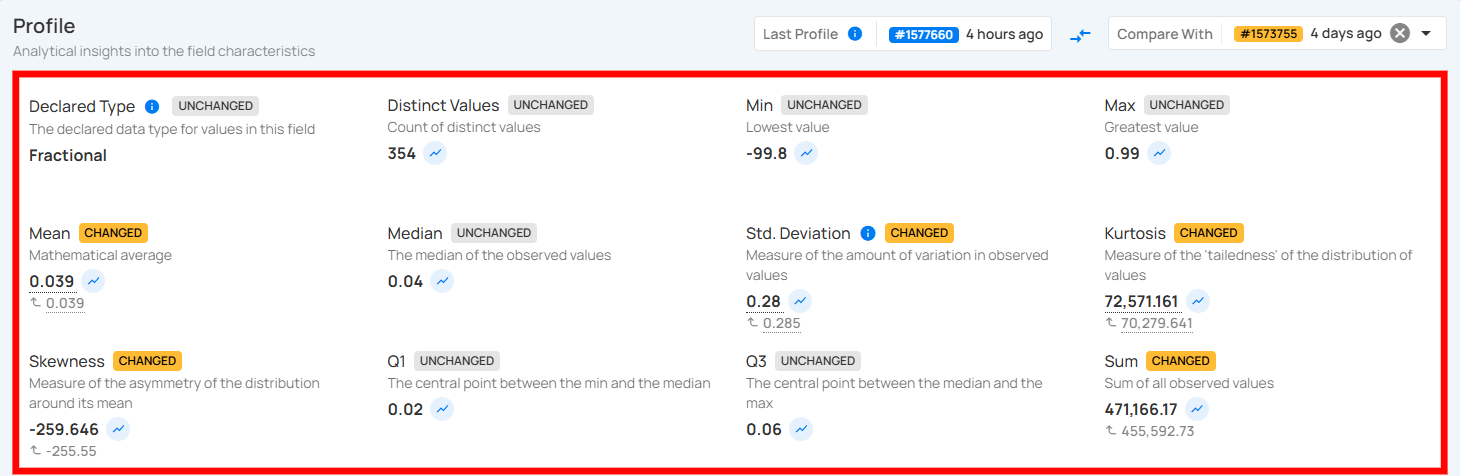 Profile
Analytical insights into the field characteristics
Last Profile #1577660 4 hours ago
Compare With #1573755 4 days ago
Declared Type UNCHANGED
The declared data type for values in this field
Fractional
Distinct Values UNCHANGED
Count of distinct values
354
Min UNCHANGED
Lowest value
-99.8
Max UNCHANGED
Greatest value
0.99
Mean CHANGED
Mathematical average
0.039
0.039
Median UNCHANGED
The median of the observed values
0.04
Std. Deviation CHANGED
Measure of the amount of variation in observed
values
0.28
0.285
Kurtosis CHANGED
Measure of the 'tailedness' of the distribution of
values
72,571.161
70,279.641
Skewness CHANGED
Measure of the asymmetry of the distribution
around its mean
-259.646
-255.55
Q1 UNCHANGED
The central point between the min and the median
0.02
Q3 UNCHANGED
The central point between the median and the
max
0.06
Sum CHANGED
Sum of all observed values
471,166.17
455,592.73